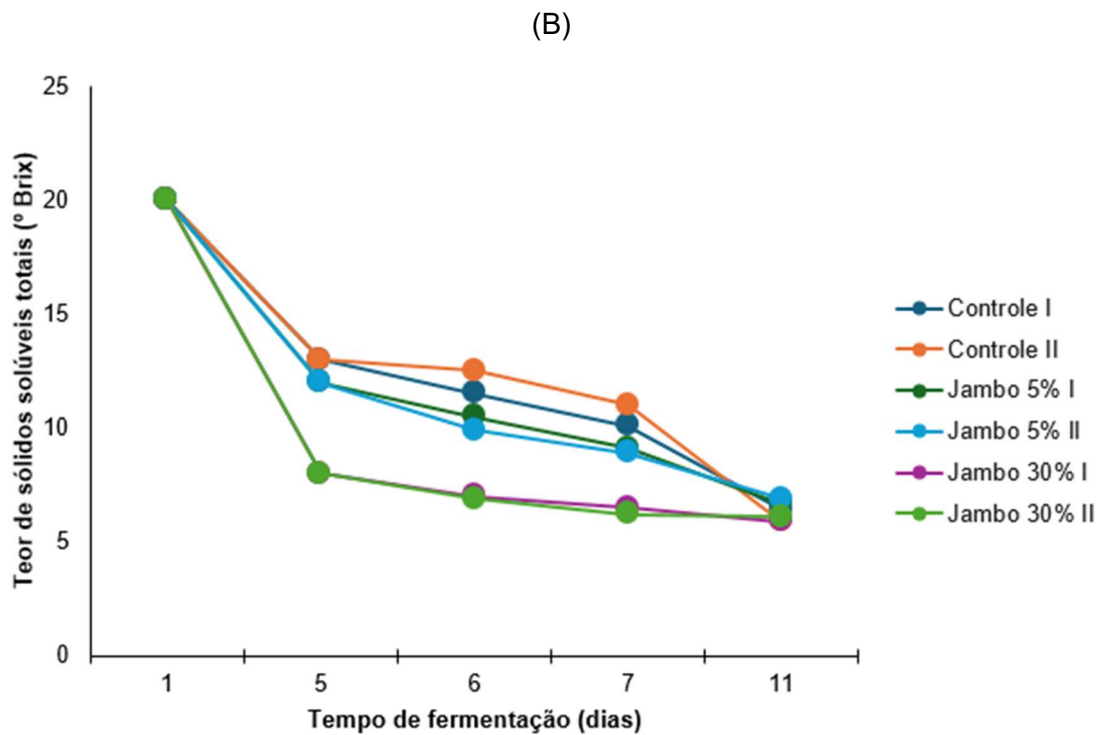 (B)
25
20
15
10
5
0
Teor de sólidos solúveis totais (º Brix)
1 5 6 7 11
Tempo de fermentação (dias)
Controle I
Controle II
Jambo 5% I
Jambo 5% II
Jambo 30% I
Jambo 30% II